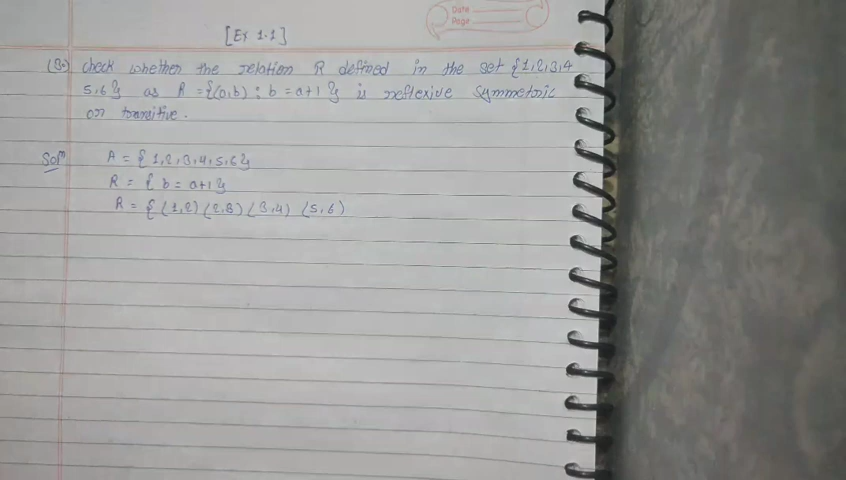 Date
Page
[Ex 1.1]
(3.) check whether the relation R defined in the set {1,2,3,4
5,6} as R = {(a,b) : b = a+1} is reflexive symmetric
or transitive.
Solⁿ A = {1,2,3,4,5,6}
R = { b = a+1}
R = { (1,2) (2,3) (3,4) (5,6)